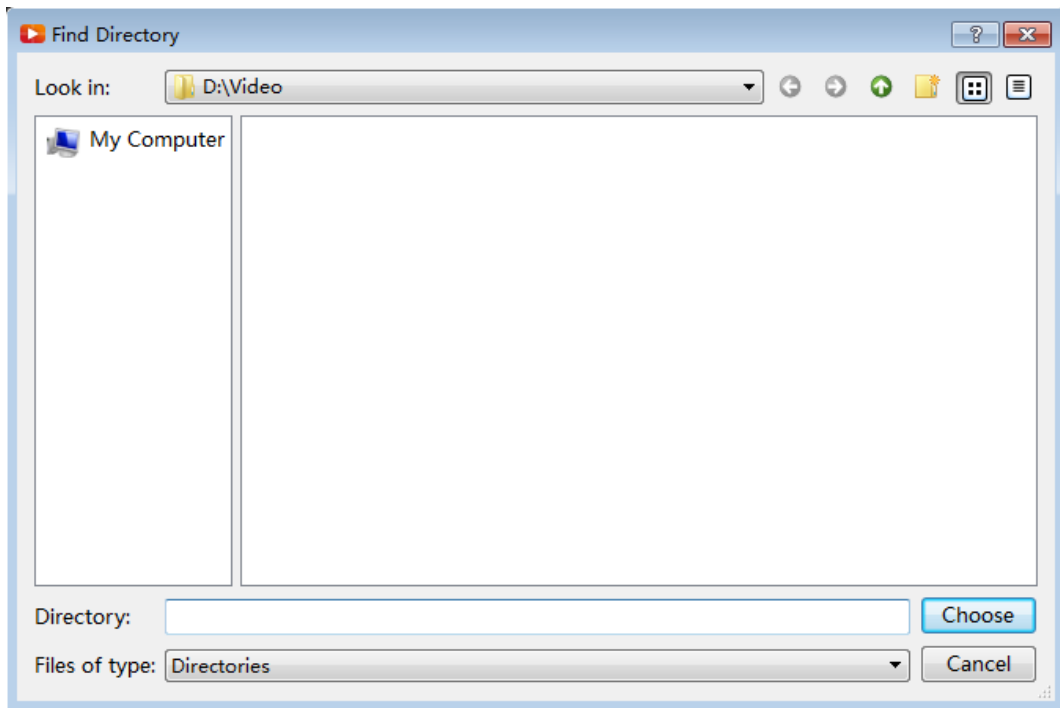 Find Directory
Look in: D:\Video
My Computer
Directory: Choose
Files of type: Directories Cancel